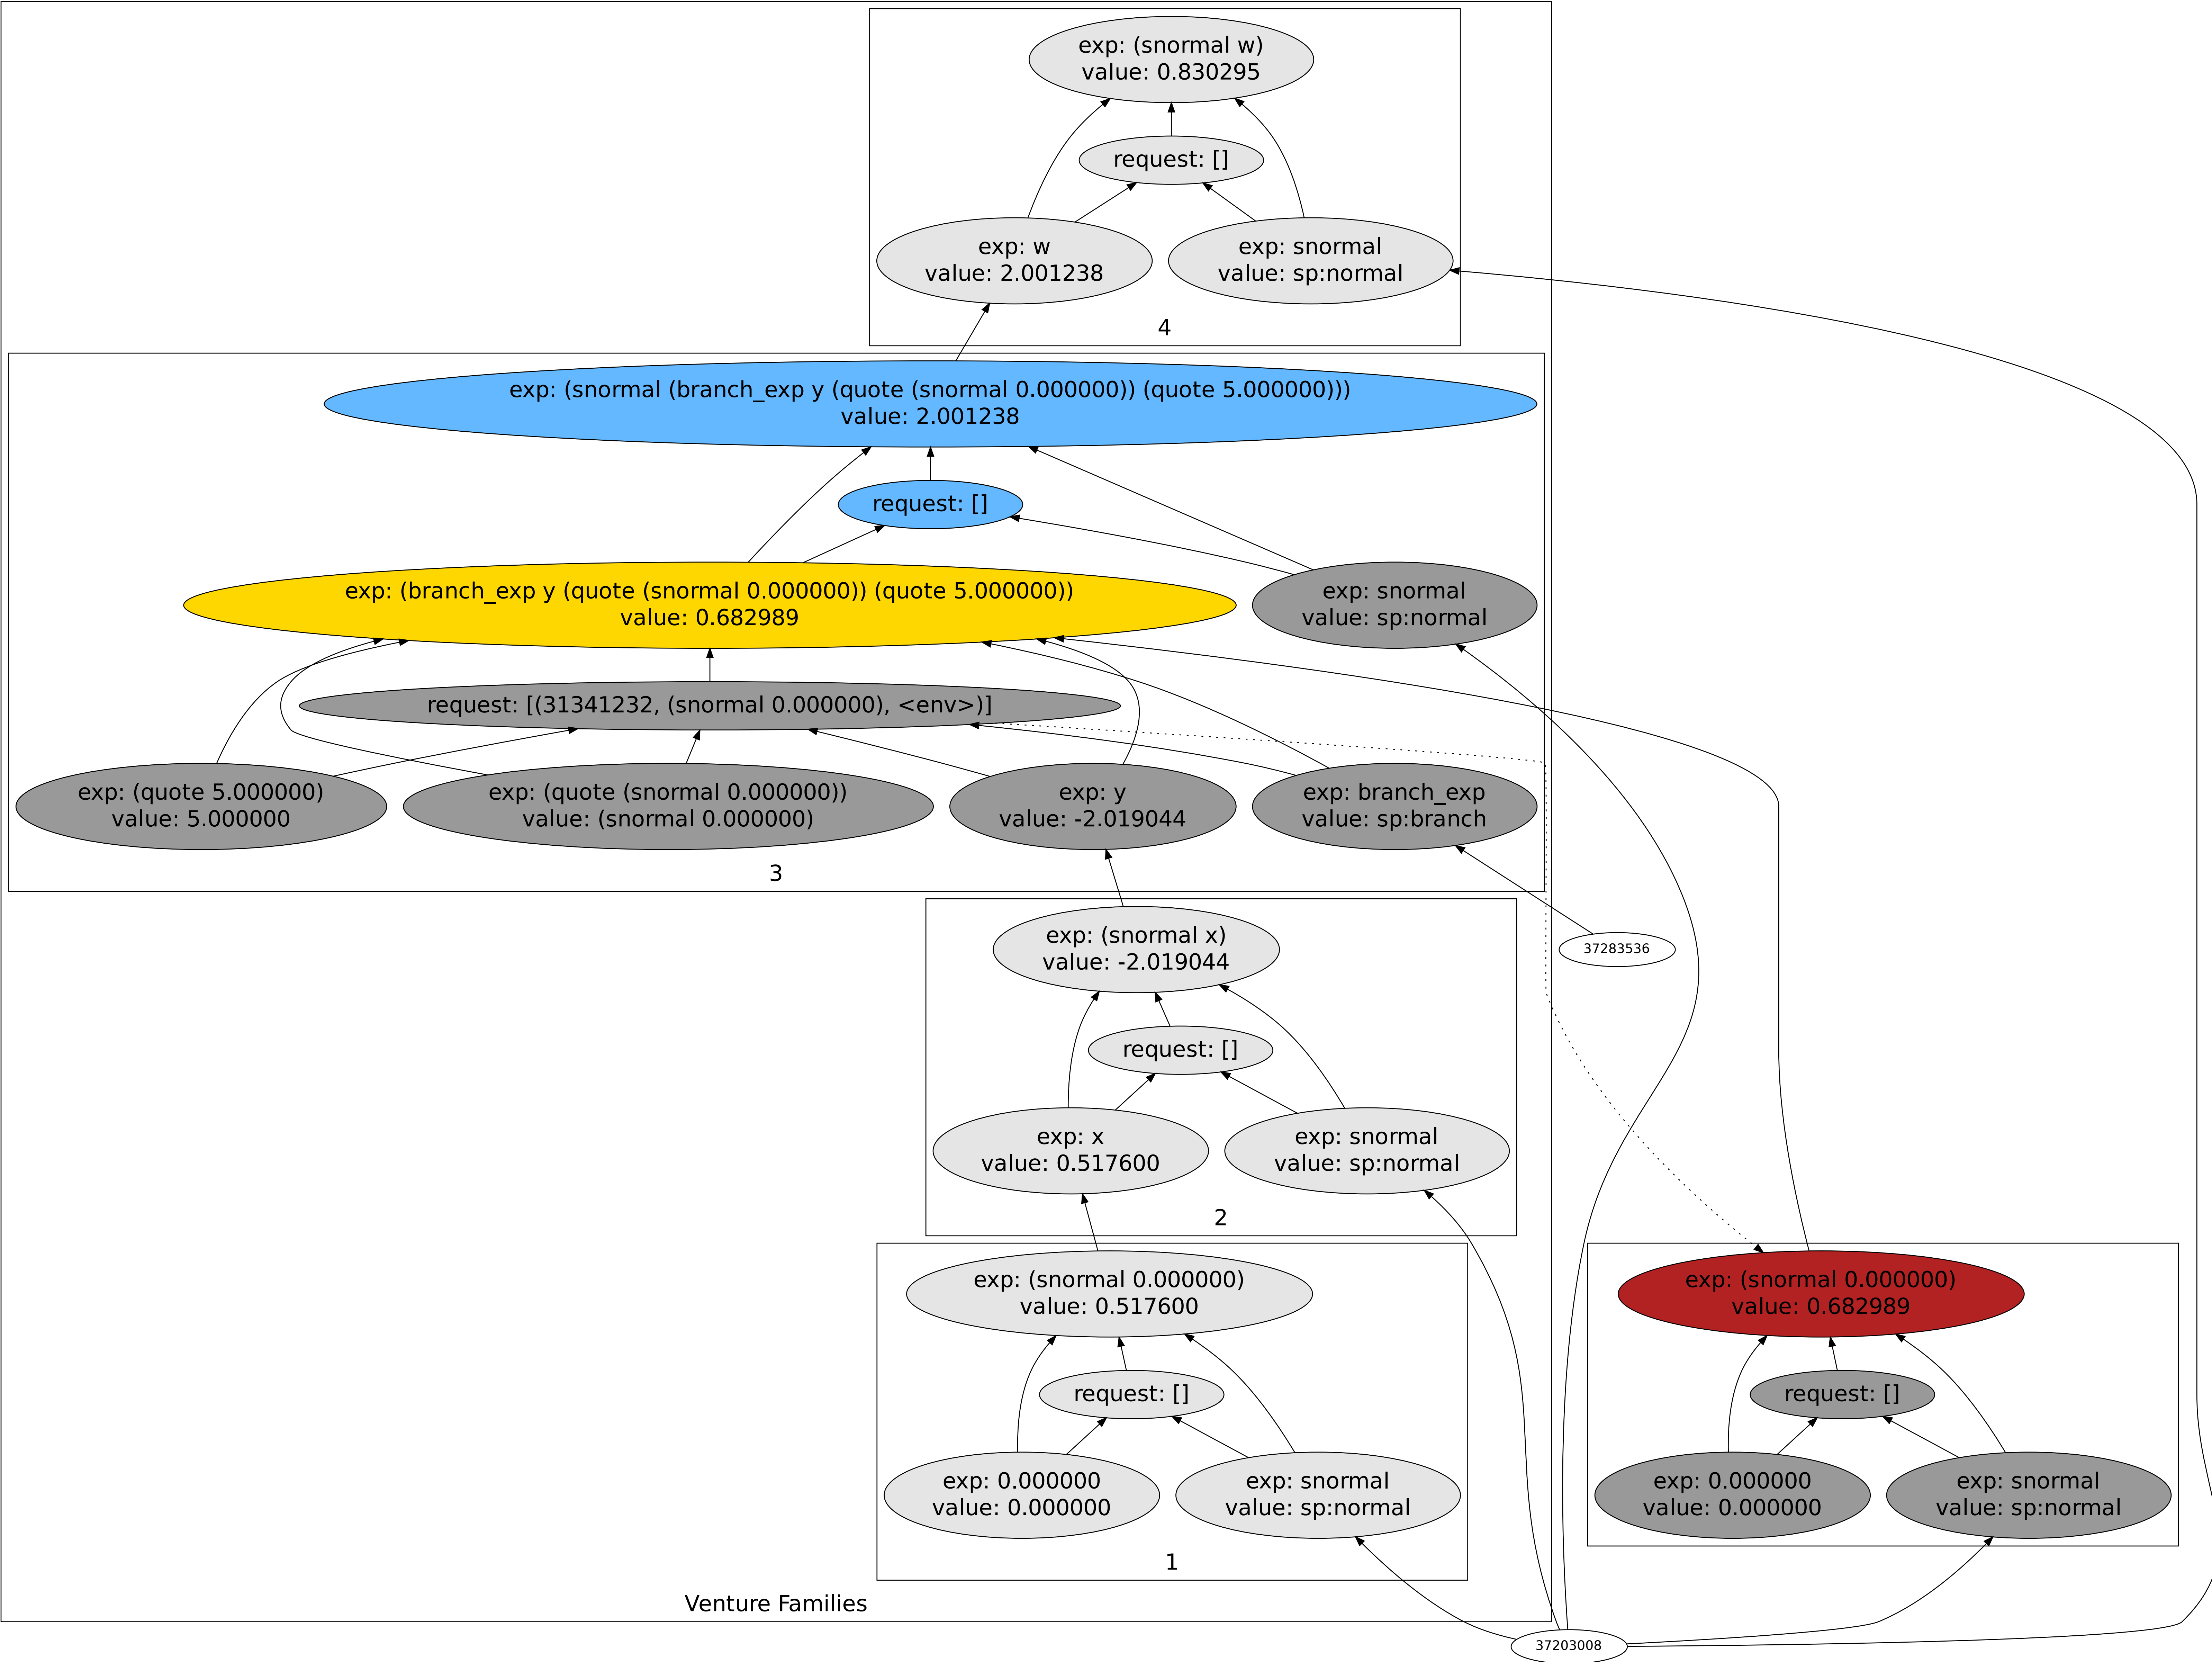 exp: (snormal w)
value: 0.830295
request: []
exp: w
value: 2.001238
exp: snormal
value: sp:normal
4
exp: (snormal (branch_exp y (quote (snormal 0.000000)) (quote 5.000000)))
value: 2.001238
request: []
exp: (branch_exp y (quote (snormal 0.000000)) (quote 5.000000))
value: 0.682989
exp: snormal
value: sp:normal
request: [(31341232, (snormal 0.000000), <env>)]
exp: (quote 5.000000)
value: 5.000000
exp: (quote (snormal 0.000000))
value: (snormal 0.000000)
exp: y
value: -2.019044
exp: branch_exp
value: sp:branch
3
exp: (snormal x)
value: -2.019044
37283536
request: []
exp: x
value: 0.517600
exp: snormal
value: sp:normal
2
exp: (snormal 0.000000)
value: 0.517600
exp: (snormal 0.000000)
value: 0.682989
request: []
request: []
exp: 0.000000
value: 0.000000
exp: snormal
value: sp:normal
exp: 0.000000
value: 0.000000
exp: snormal
value: sp:normal
1
Venture Families
37203008